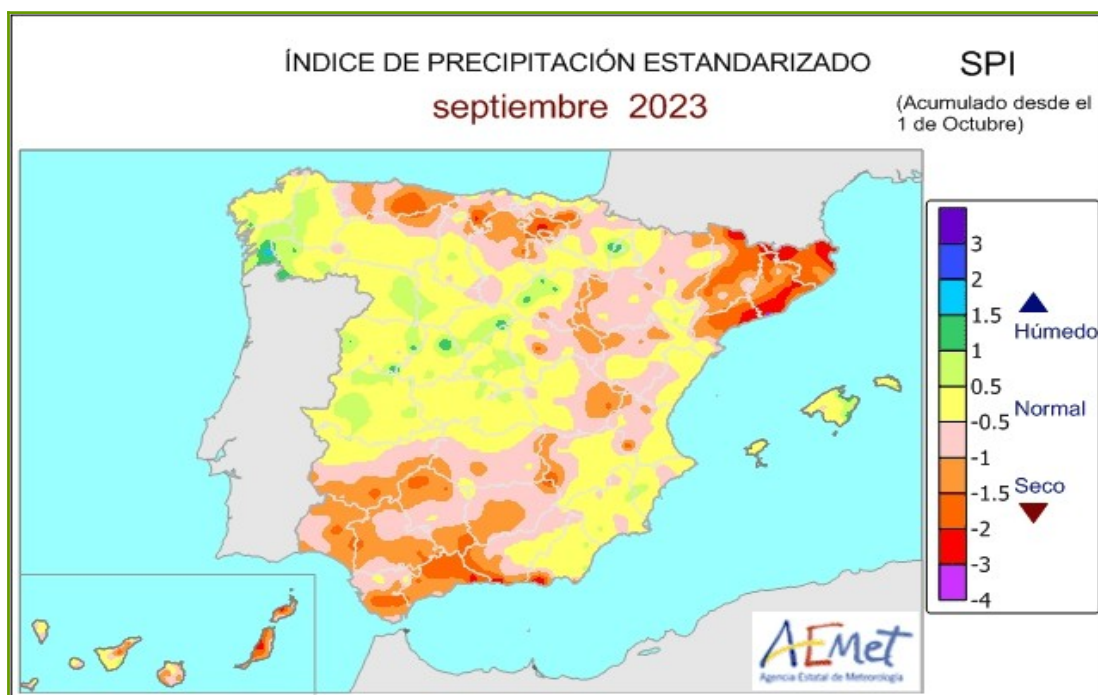 ÍNDICE DE PRECIPITACIÓN ESTANDARIZADO
SPI
septiembre 2023
(Acumulado desde el
1 de Octubre)
3
2
1.5
1
0.5
-0.5
-1
-1.5
-2
-3
-4
Húmedo
Normal
Seco
AEMet
Agencia Estatal de Meteorología